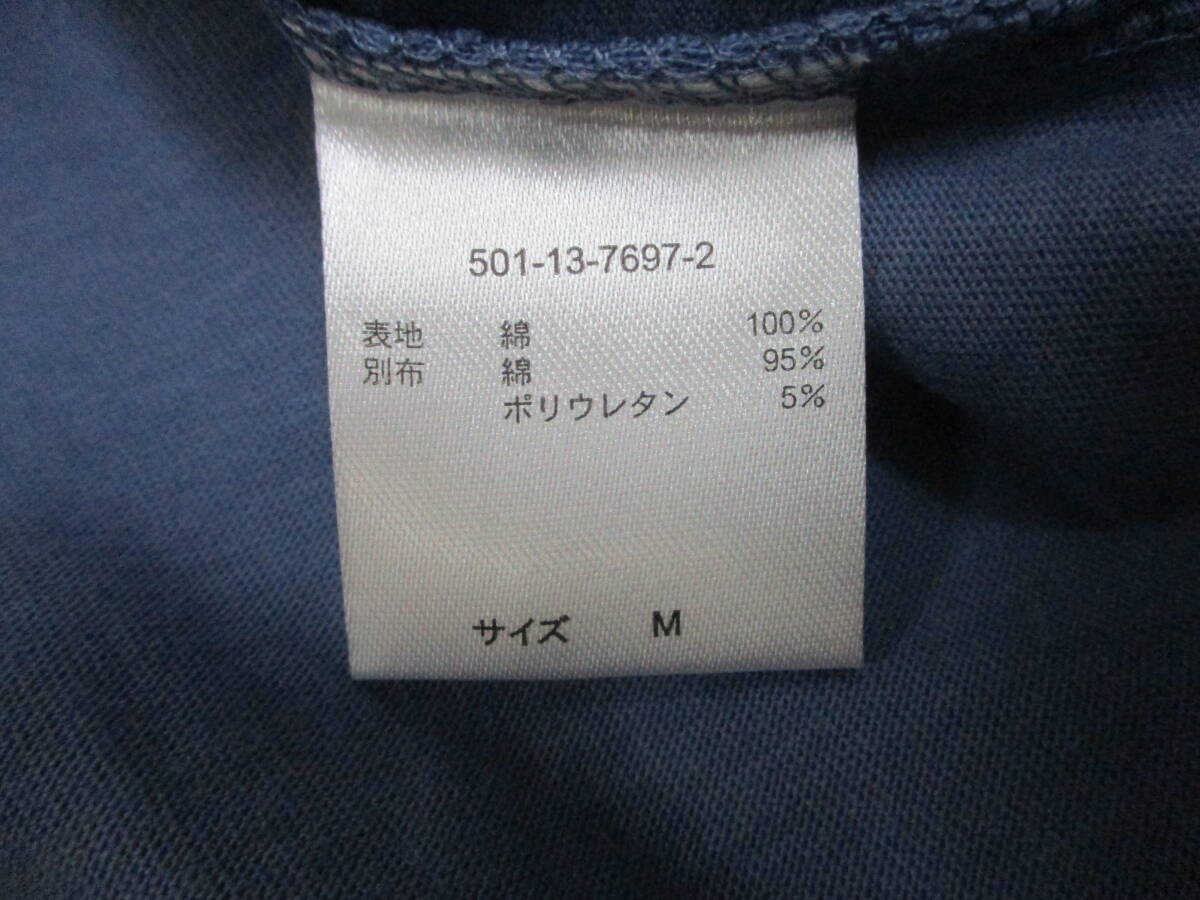 501-13-7697-2
表地 綿 100%
別布 綿 95%
ポリウレタン 5%
サイズ M